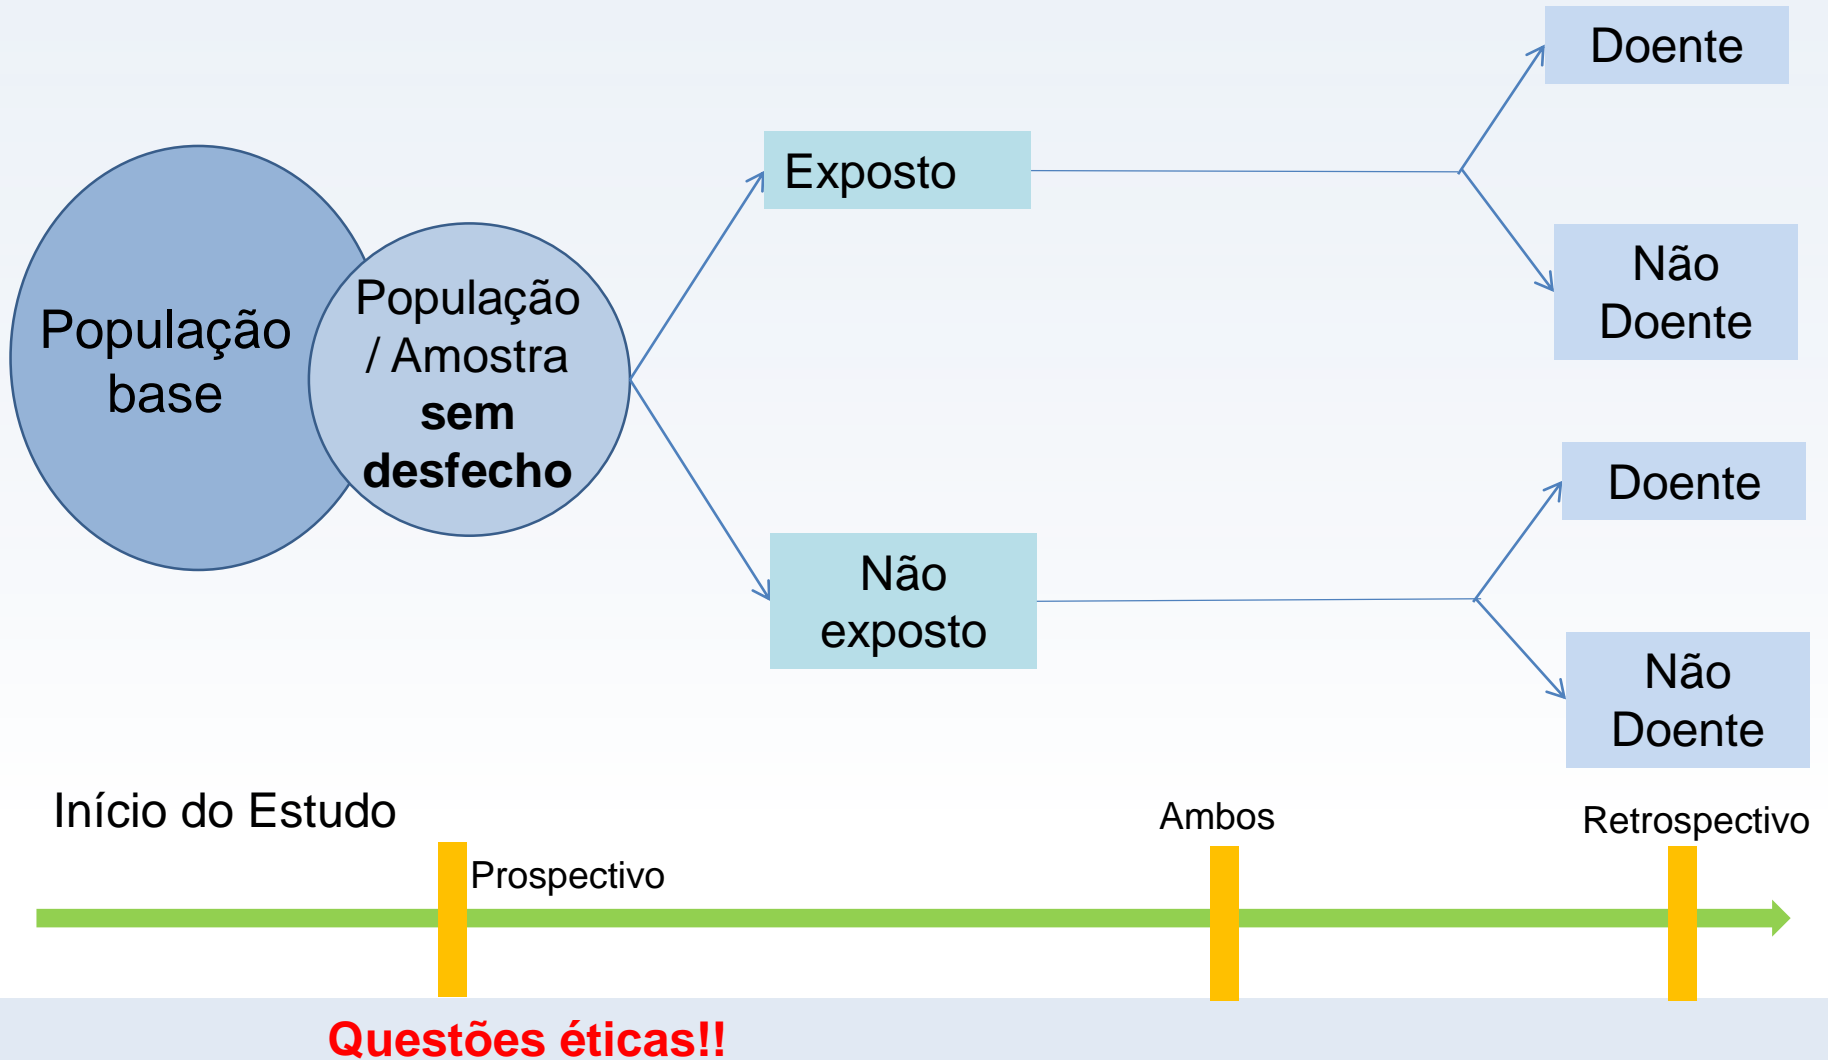 População
base
População
/ Amostra
sem
desfecho
Exposto
Não
exposto
Doente
Não
Doente
Doente
Não
Doente
Início do Estudo
Prospectivo
Ambos
Retrospectivo
Questões éticas!!